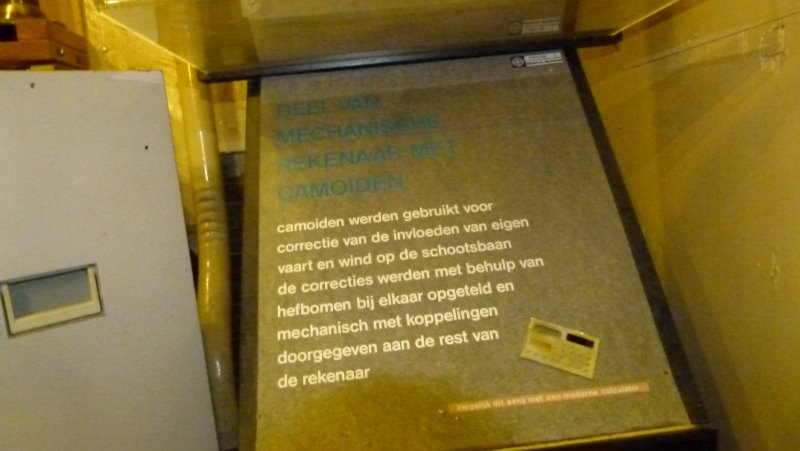 DEEL VAN
MECHANISCHE
REKENAAR MET
CAMOIDEN
camoiden werden gebruikt voor
correctie van de invloeden van eigen
vaart en wind op de schootsbaan
de correcties werden met behulp van
hefbomen bij elkaar opgeteld en
mechanisch met koppelingen
doorgegeven aan de rest van
de rekenaar
Vergelijk dit eens met een moderne calculator